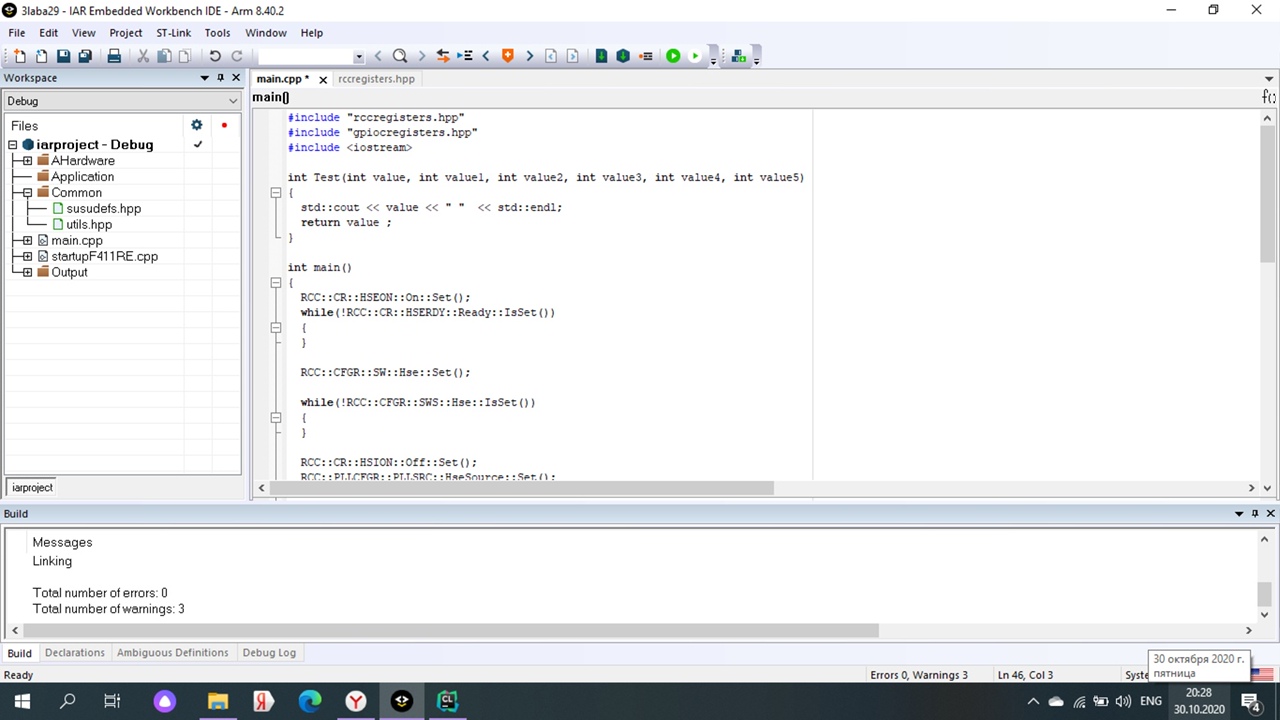 3laba29 - IAR Embedded Workbench IDE - Arm 8.40.2
File Edit View Project ST-Link Tools Window Help
Workspace
main.cpp * rccregisters.hpp
Debug
main()
f()
Files
iarproject - Debug
AHardware
Application
Common
susudefs.hpp
utils.hpp
main.cpp
startupF411RE.cpp
Output
iarproject
#include "rccregisters.hpp"
#include "gpiocregisters.hpp"
#include <iostream>
int Test(int value, int value1, int value2, int value3, int value4, int value5)
{
std::cout << value << " " << std::endl;
return value ;
}
int main()
{
RCC::CR::HSEON::On::Set();
while(!RCC::CR::HSERDY::Ready::IsSet())
{
}
RCC::CFGR::SW::Hse::Set();
while(!RCC::CFGR::SWS::Hse::IsSet())
{
}
RCC::CR::HSION::Off::Set();
RCC::PLLCFGR::PLLSRC::HseSource::Set();
Build
Messages
Linking
Total number of errors: 0
Total number of warnings: 3
Build Declarations Ambiguous Definitions Debug Log
Ready Errors 0, Warnings 3 Ln 46, Col 3 Syste
30 октября 2020 г.
пятница
CL
ENG
20:28
30.10.2020
4